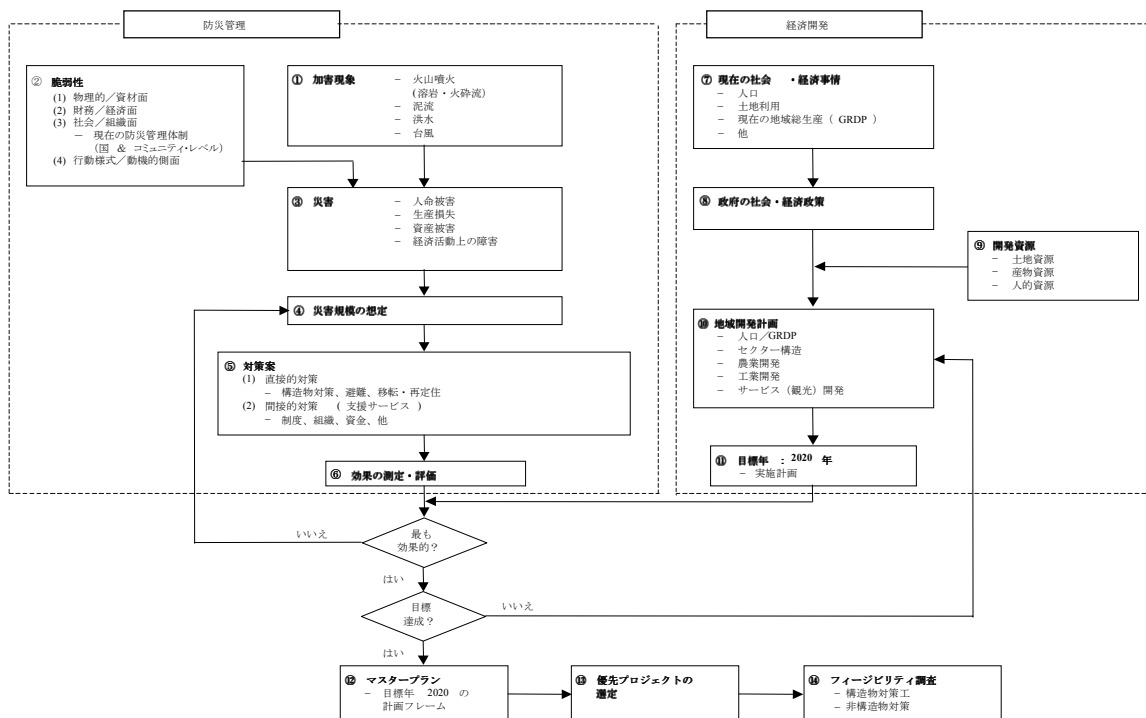 防災管理
② 脆弱性
(1) 物理的／資材面
(2) 財務／経済面
(3) 社会／組織面
－ 現在の防災管理体制
(国 & コミュニティ・レベル)
(4) 行動様式／動機的側面
① 加害現象
－ 火山噴火
(溶岩・火砕流)
－ 泥流
－ 洪水
－ 台風
③ 災害
－ 人命被害
－ 生産損失
－ 資産被害
－ 経済活動上の障害
④ 災害規模の想定
⑤ 対策案
(1) 直接的対策
－ 構造物対策、避難、移転・再定住
(2) 間接的対策 ( 支援サービス )
－ 制度、組織、資金、他
⑥ 効果の測定・評価
経済開発
⑦ 現在の社会 ・経済事情
－ 人口
－ 土地利用
－ 現在の地域総生産（ GRDP ）
－ 他
⑧ 政府の社会・経済政策
⑨ 開発資源
－ 土地資源
－ 産物資源
－ 人的資源
⑩ 地域開発計画
－ 人口／GRDP
－ セクター構造
－ 農業開発
－ 工業開発
－ サービス（観光）開発
⑪ 目標年 : 2020 年
－ 実施計画
最も
効果的?
いいえ
はい
目標
達成?
いいえ
はい
⑫ マスタープラン
－ 目標年 2020 の
計画フレーム
⑬ 優先プロジェクトの
選定
⑭ フィージビリティ調査
－ 構造物対策工
－ 非構造物対策